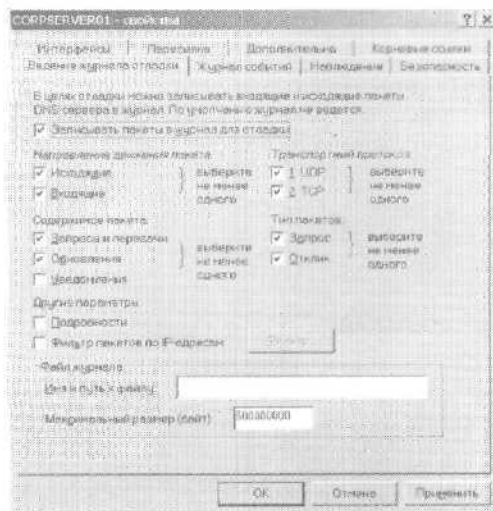 CORPSERVER01 - свойства
Интерфейсы Пересылка Дополнительно Корневые ссылки
Ведение журнала отладки Журнал событий Наблюдение Безопасность
В целях отладки можно записывать входящие и исходящие пакеты
DNS-сервера в журнал. По умолчанию журнал не ведется.
Записывать пакеты в журнал для отладки
Направление движения пакета: Транспортный протокол:
Исходящие
Входящие
выберите
не менее
одного
1 UDP
2 TCP
выберите
не менее
одного
Содержимое пакета: Тип пакетов:
Запросы и передачи
Обновления
Уведомления
выберите
не менее
одного
Запрос
Отклик
выберите
не менее
одного
Другие параметры:
Подробности
Фильтр пакетов по IP-адресам
Файл журнала
Имя и путь к файлу:
Максимальный размер (байт): 500000000
ОК Отмена Применить